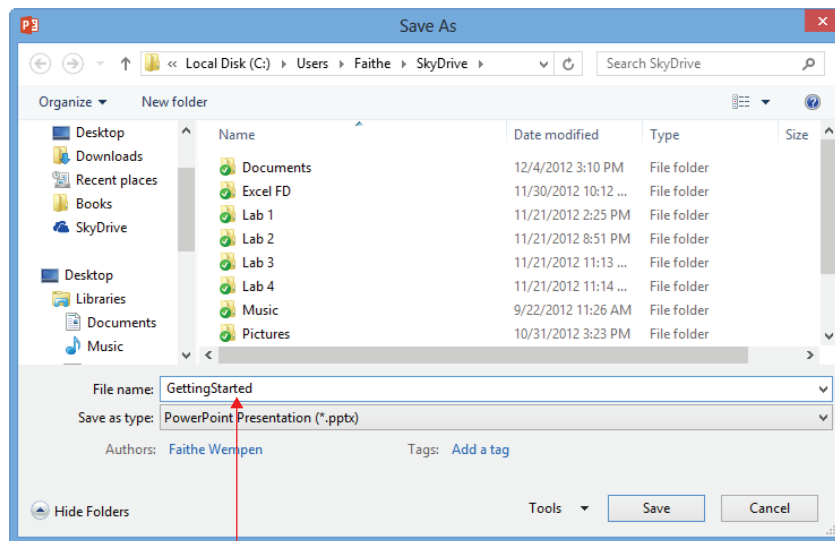 Save As
« Local Disk (C:) Users Faithe SkyDrive Search SkyDrive
Organize New folder
Name Date modified Type Size
Desktop
Downloads
Recent places
Books
SkyDrive
Desktop
Libraries
Documents
Music
Documents 12/4/2012 3:10 PM File folder
Excel FD 11/30/2012 10:12 ... File folder
Lab 1 11/21/2012 2:25 PM File folder
Lab 2 11/21/2012 8:51 PM File folder
Lab 3 11/21/2012 11:13 ... File folder
Lab 4 11/21/2012 11:14 ... File folder
Music 9/22/2012 11:26 AM File folder
Pictures 10/31/2012 3:23 PM File folder
File name: GettingStarted
Save as type: PowerPoint Presentation (*.pptx)
Authors: Faithe Wempen Tags: Add a tag
Hide Folders Tools Save Cancel